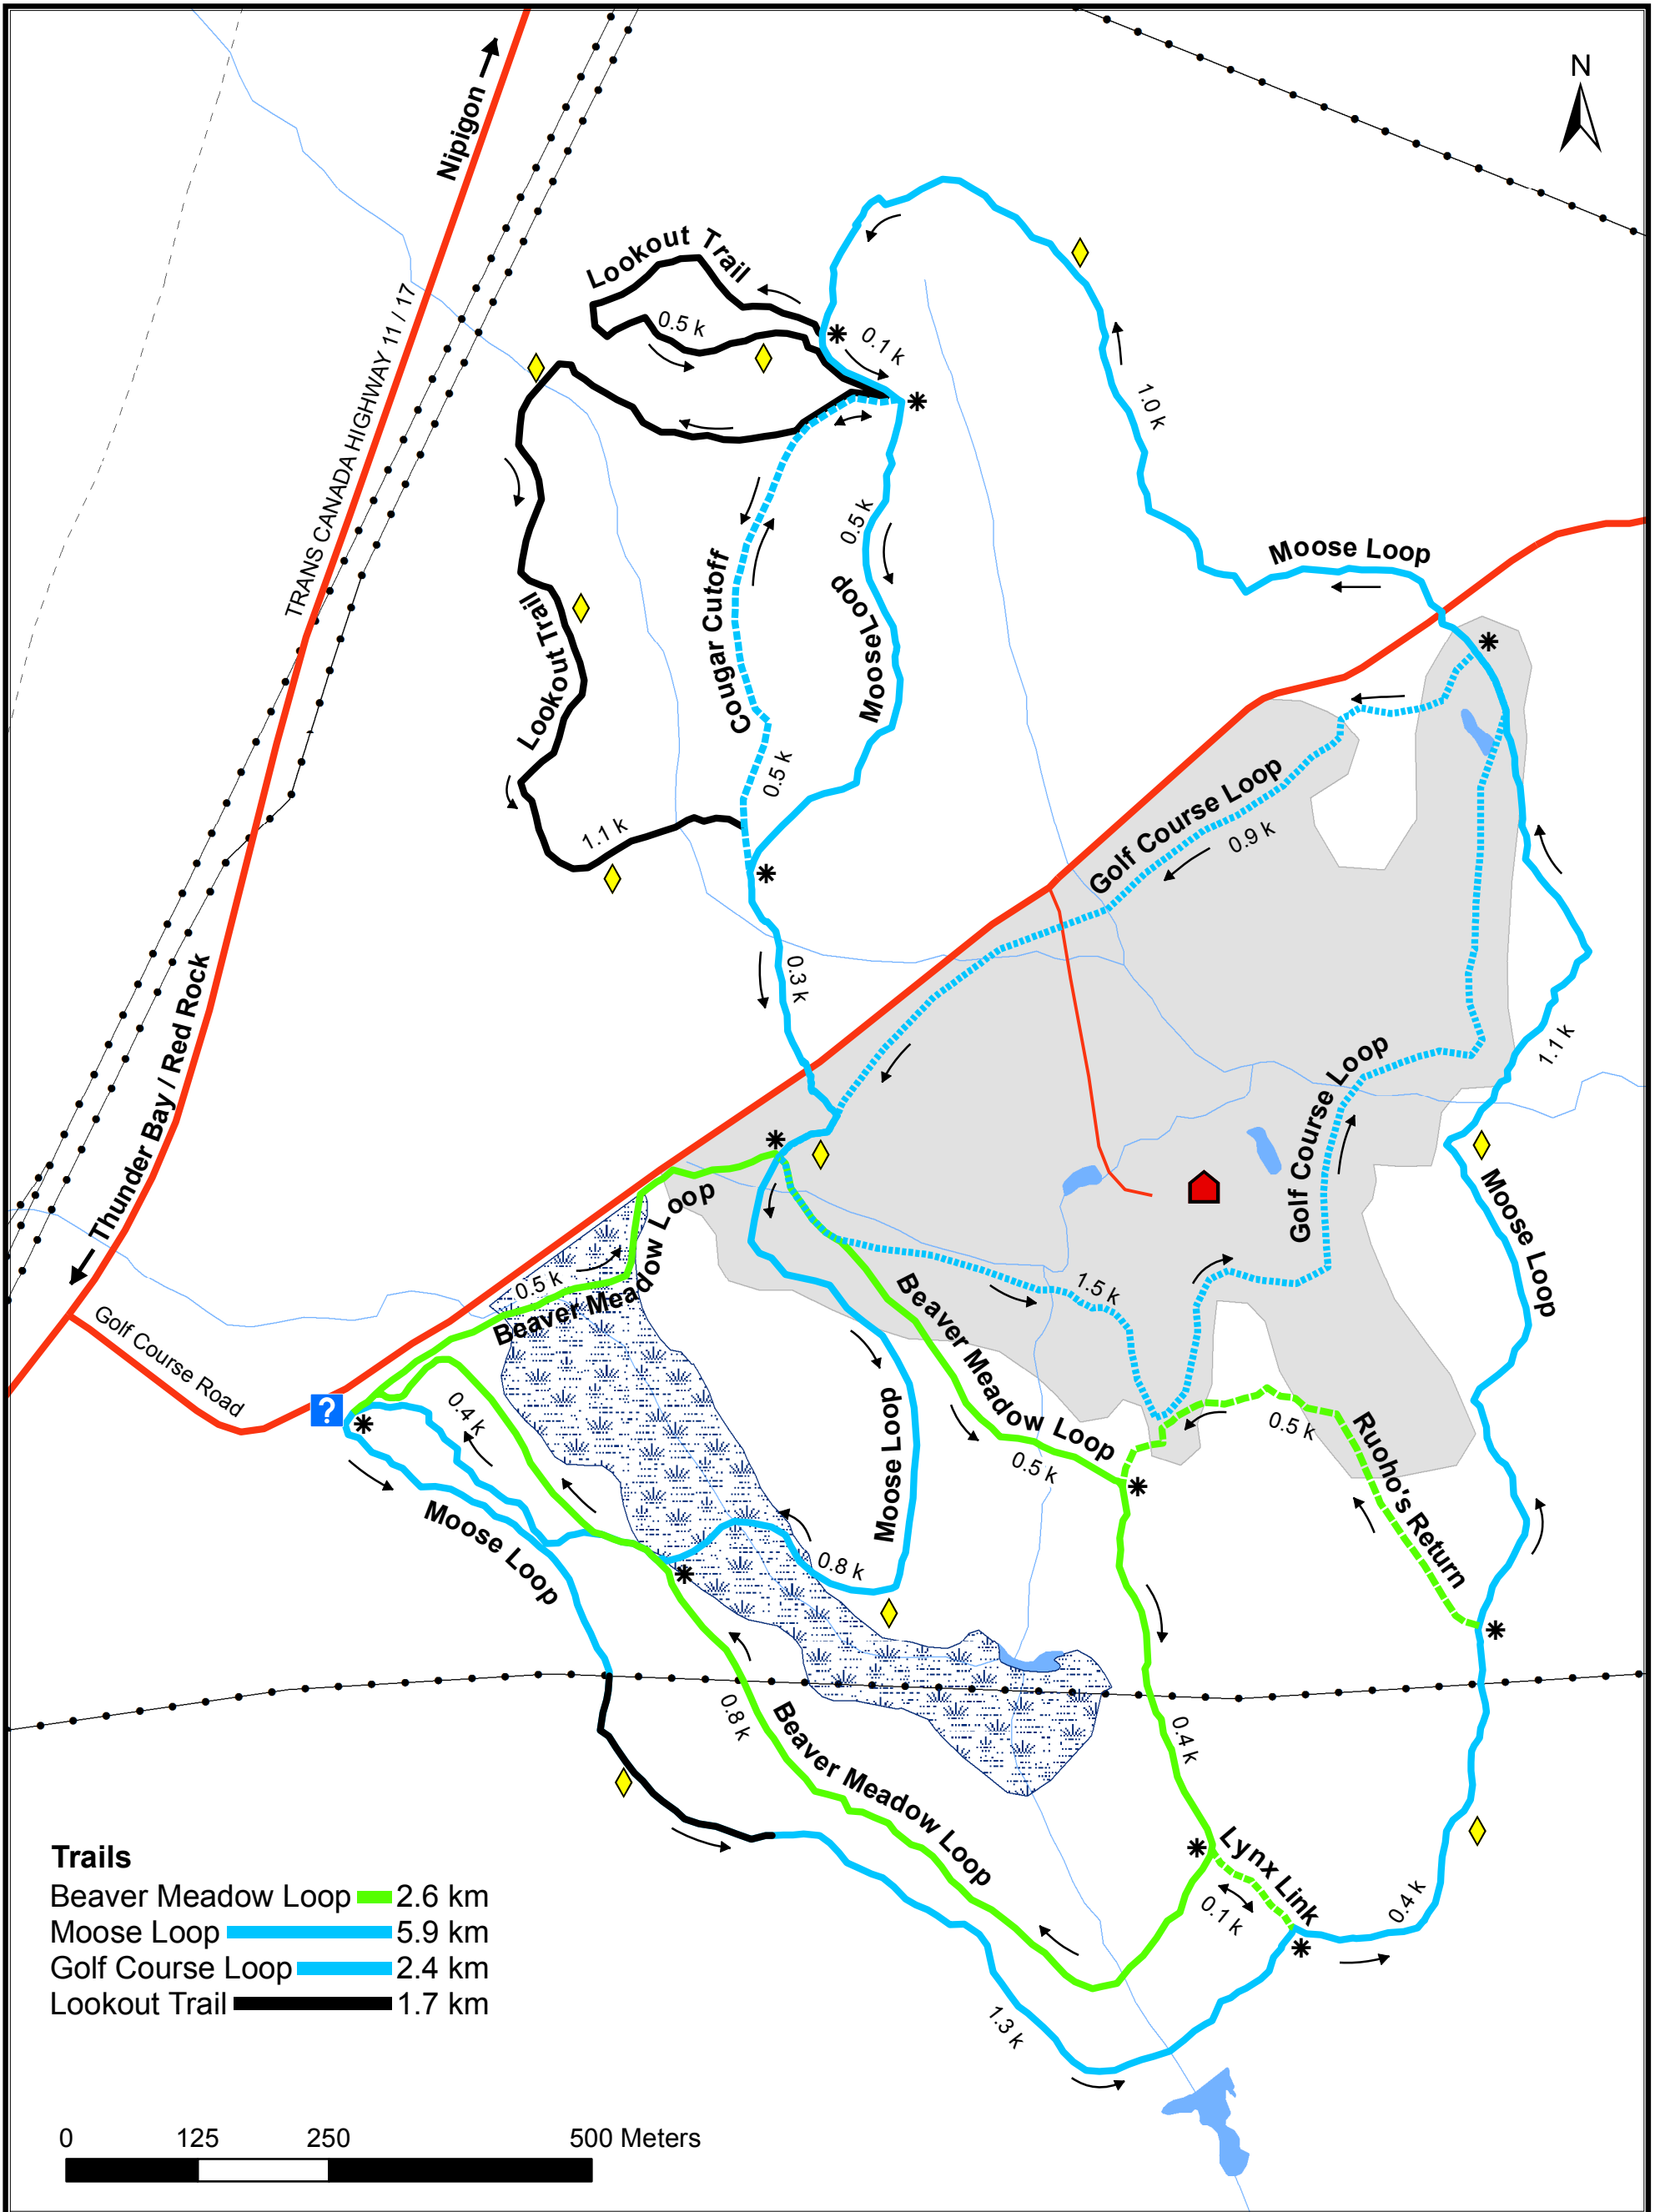 N
Nipigon
TRANS CANADA HIGHWAY 11 / 17
Lookout Trail
0.5 k
0.1 k
1.0 k
Moose Loop
0.5 k
Cougar Cutoff
MooseLoop
Lookout Trail
0.5 k
1.1 k
Golf Course Loop
0.9 k
0.3 k
Thunder Bay / Red Rock
1.1 k
Golf Course Loop
Moose Loop
Beaver Meadow Loop
0.5 k
1.5 k
Golf Course Road
?
0.4 k
Beaver Meadow Loop
0.5 k
Moose Loop
0.5 k
Ruoho's Return
Moose Loop
0.8 k
0.8 k
Beaver Meadow Loop
0.4 k
Lynx Link
0.1 k
0.4 k
1.3 k
Trails
Beaver Meadow Loop 2.6 km
Moose Loop 5.9 km
Golf Course Loop 2.4 km
Lookout Trail 1.7 km
0 125 250 500 Meters